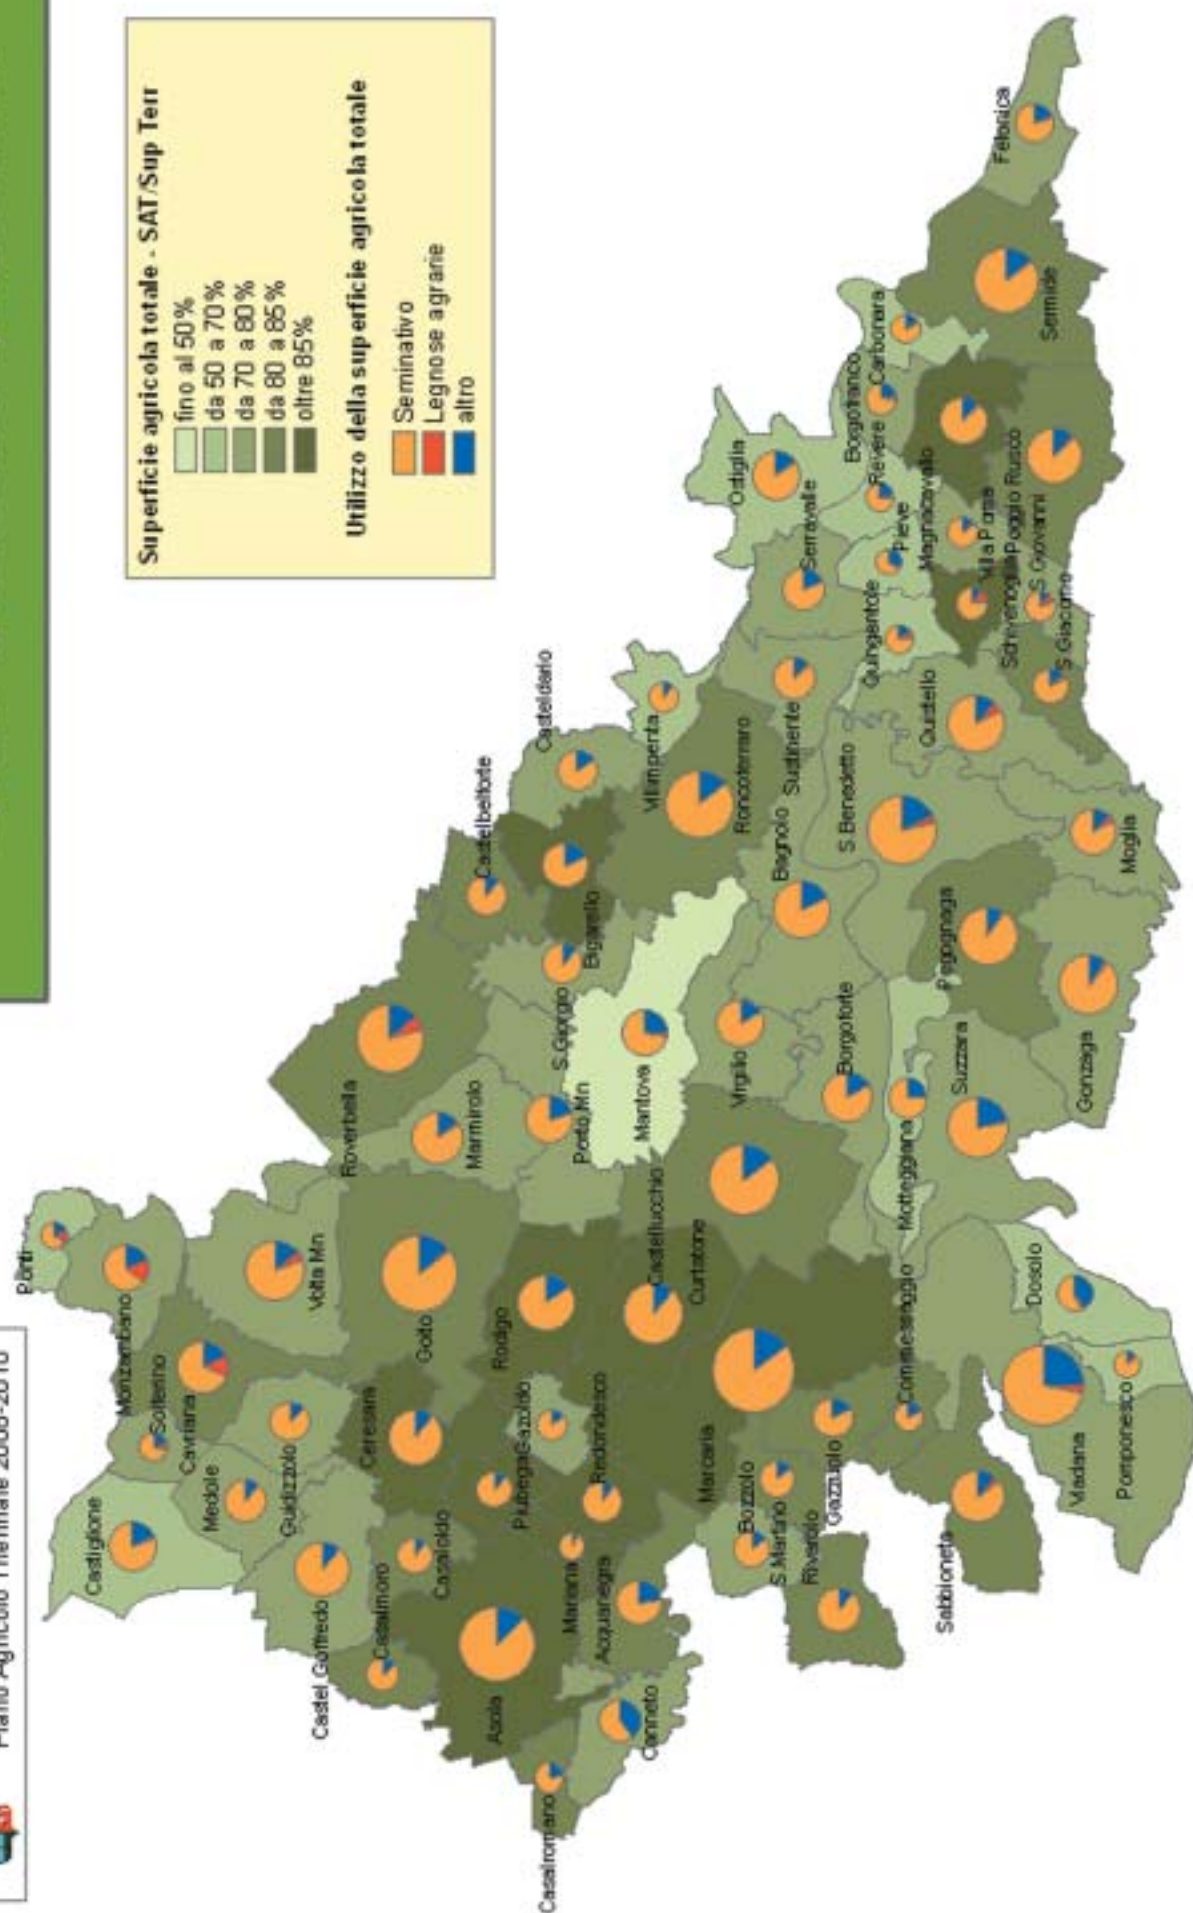 Piano Agricolo Triennale 2008-2010
Superficie agricola totale - SAT/Sup Terr
fino al 50%
da 50 a 70%
da 70 a 80%
da 80 a 85%
oltre 85%
Utilizzo della superficie agricola totale
Seminativo
Legnose agrarie
altro
Ponti
Monzambano
Castiglione
Solferino
Cavriana
Volta Mn
Medole
Guidizzolo
Castel Goffredo
Ceresara
Goito
Roverbella
Marmirolo
Casalmoro
Casaloldo
Piubega
Gazoldo
Rodigo
Porto Mn
S.Giorgio
Bigarello
Castelbelforte
Casteldario
Asola
Mariana
Redondesco
Castellucchio
Curtatone
Mantova
Villimpenta
Roncoferraro
Casalromano
Canneto
Acquanegra
Marcaria
Virgilio
Bagnolo
Sustinente
Serravalle
Ostiglia
Bozzolo
S.Martino
Rivarolo
Gazzuolo
Commessaggio
Borgoforte
Motteggiana
S.Benedetto
Quingentole
Pieve
Revere
Borgofranco
Carbonara
Sabbioneta
Viadana
Pomponesco
Dosolo
Suzzara
Pegognaga
Gonzaga
Moglia
Quistello
S.Giacomo
S.Giovanni
Schivenoglia
Villa Poma
Poggio Rusco
Magnacavallo
Sermide
Felonica